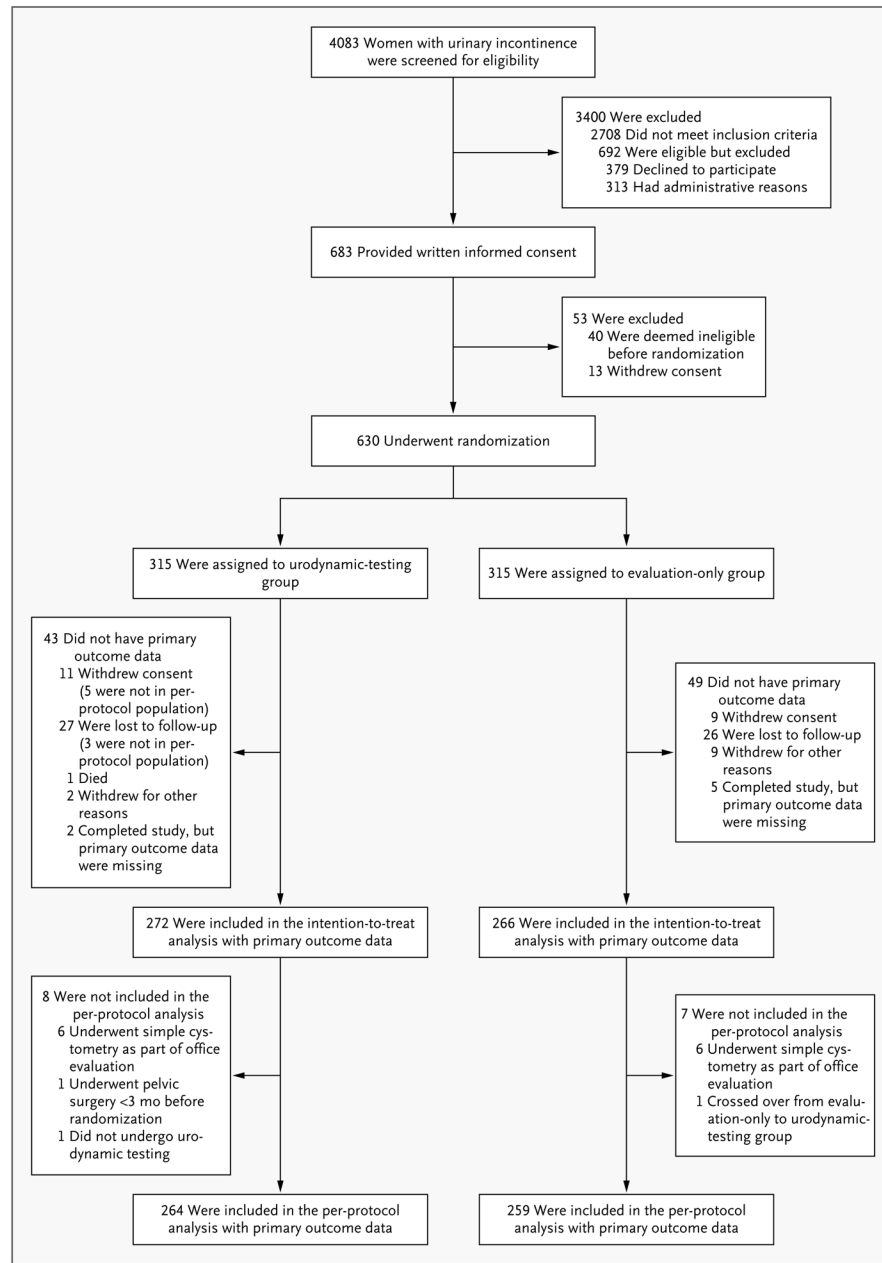 4083 Women with urinary incontinence
were screened for eligibility
3400 Were excluded
2708 Did not meet inclusion criteria
692 Were eligible but excluded
379 Declined to participate
313 Had administrative reasons
683 Provided written informed consent
53 Were excluded
40 Were deemed ineligible
before randomization
13 Withdrew consent
630 Underwent randomization
315 Were assigned to urodynamic-testing
group
315 Were assigned to evaluation-only group
43 Did not have primary
outcome data
11 Withdrew consent
(5 were not in per-
protocol population)
27 Were lost to follow-up
(3 were not in per-
protocol population)
1 Died
2 Withdrew for other
reasons
2 Completed study, but
primary outcome data
were missing
49 Did not have primary
outcome data
9 Withdrew consent
26 Were lost to follow-up
9 Withdrew for other
reasons
5 Completed study, but
primary outcome data
were missing
272 Were included in the intention-to-treat
analysis with primary outcome data
266 Were included in the intention-to-treat
analysis with primary outcome data
8 Were not included in the
per-protocol analysis
6 Underwent simple cys-
tometry as part of office
evaluation
1 Underwent pelvic
surgery <3 mo before
randomization
1 Did not undergo uro-
dynamic testing
7 Were not included in the
per-protocol analysis
6 Underwent simple cys-
tometry as part of office
evaluation
1 Crossed over from evalu-
ation-only to urodynamic-
testing group
264 Were included in the per-protocol
analysis with primary outcome data
259 Were included in the per-protocol
analysis with primary outcome data